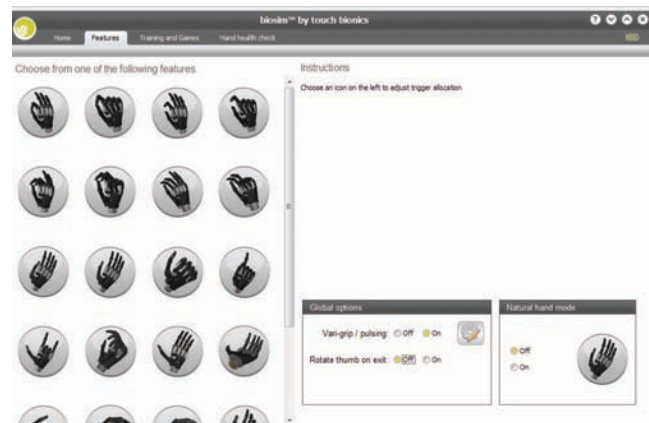 biosim™ by touch bionics
Home Features Training and Games Hand health check
Choose from one of the following features
Instructions
Choose an icon on the left to adjust trigger allocation
Global options
Vari-grip / pulsing: Off On
Rotate thumb on exit: Off On
Natural hand mode
Off
On